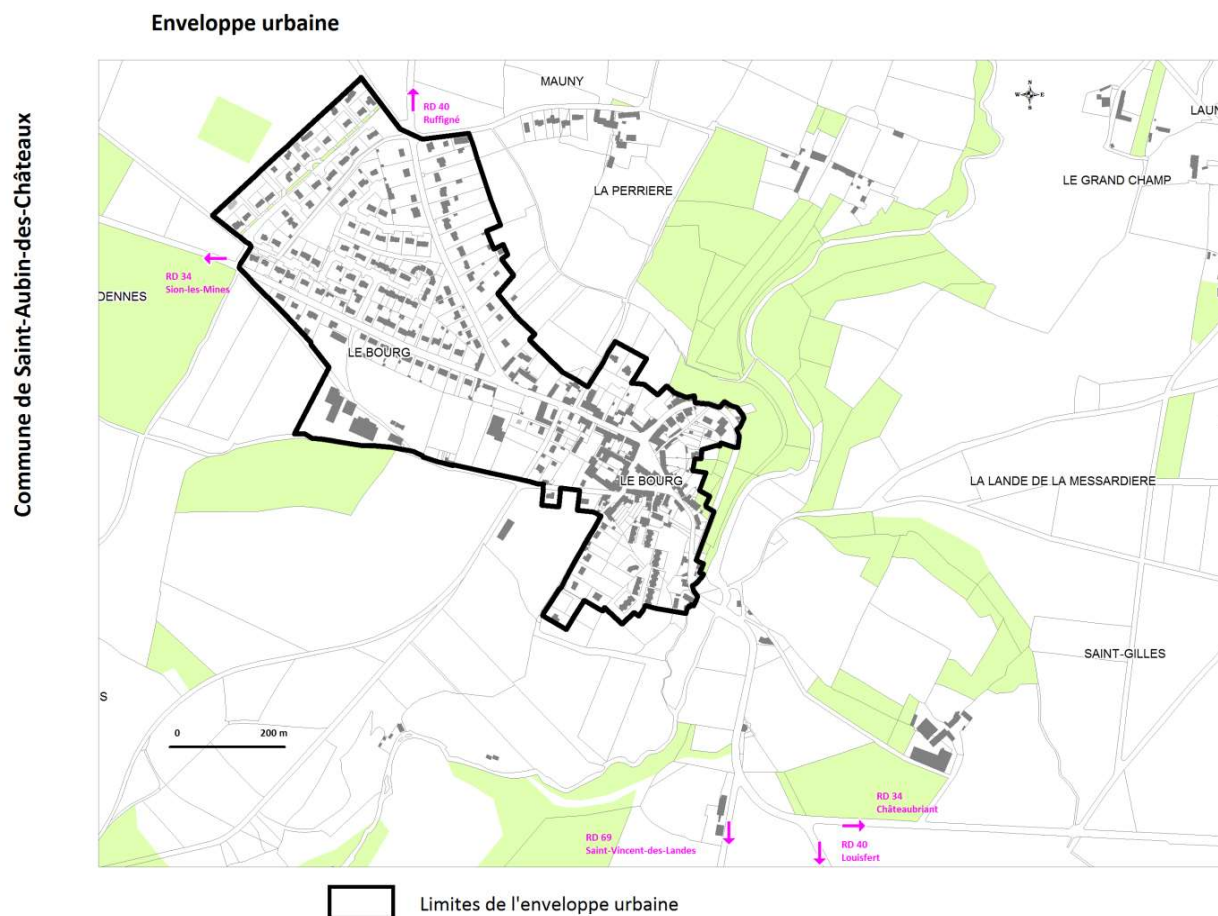 Enveloppe urbaine
Commune de Saint-Aubin-des-Châteaux
MAUNY
RD 40
Ruffigné
N
W E
S
LAUN
LE GRAND CHAMP
LA PERRIERE
RD 34
Sion-les-Mines
DENNES
LE BOURG
LE BOURG
LA LANDE DE LA MESSARDIERE
SAINT-GILLES
S
0 200 m
RD 34
Châteaubriant
RD 69
Saint-Vincent-des-Landes
RD 40
Louisfert
Limites de l'enveloppe urbaine